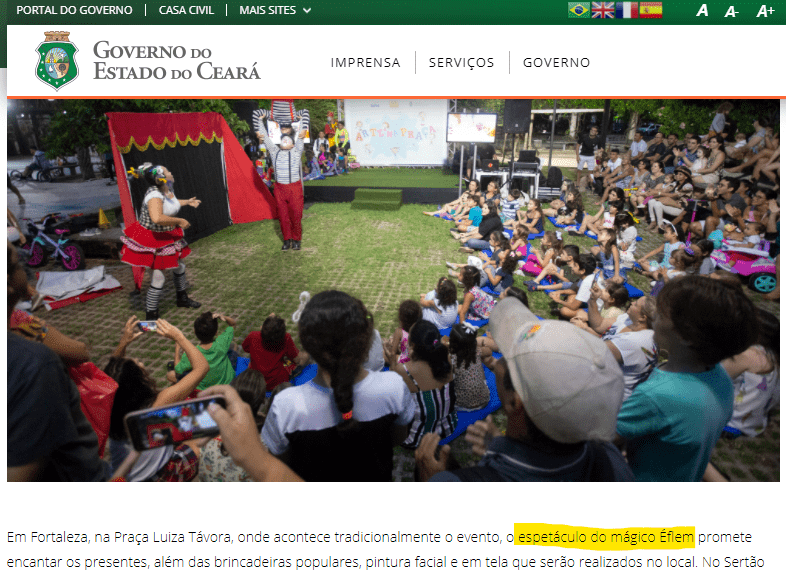 PORTAL DO GOVERNO | CASA CIVIL | MAIS SITES
A A- A+
GOVERNO DO
ESTADO DO CEARÁ
IMPRENSA | SERVIÇOS | GOVERNO
ARTE NA PRAÇA
Em Fortaleza, na Praça Luiza Távora, onde acontece tradicionalmente o evento, o espetáculo do mágico Éflem promete
encantar os presentes, além das brincadeiras populares, pintura facial e em tela que serão realizados no local. No Sertão